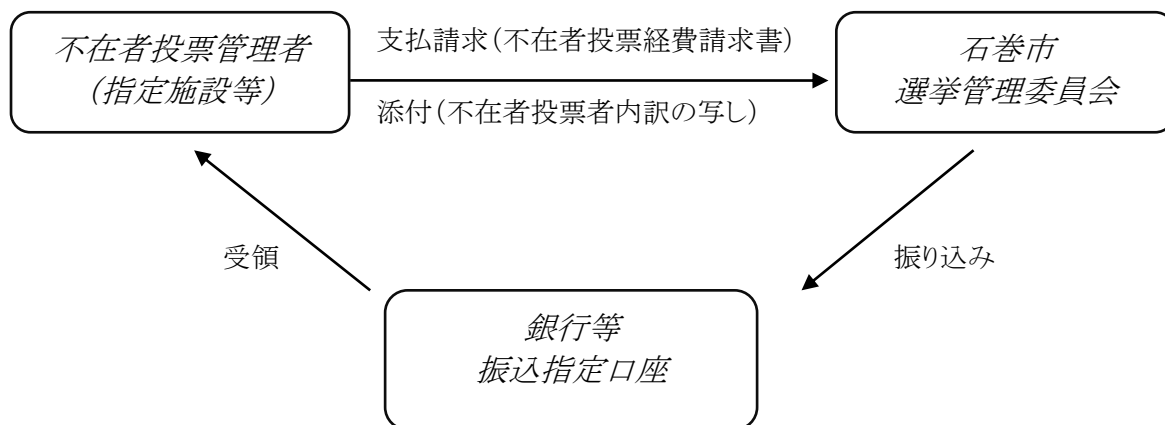 不在者投票管理者
(指定施設等)
支払請求(不在者投票経費請求書)
添付(不在者投票者内訳の写し)
石巻市
選挙管理委員会
受領
振り込み
銀行等
振込指定口座